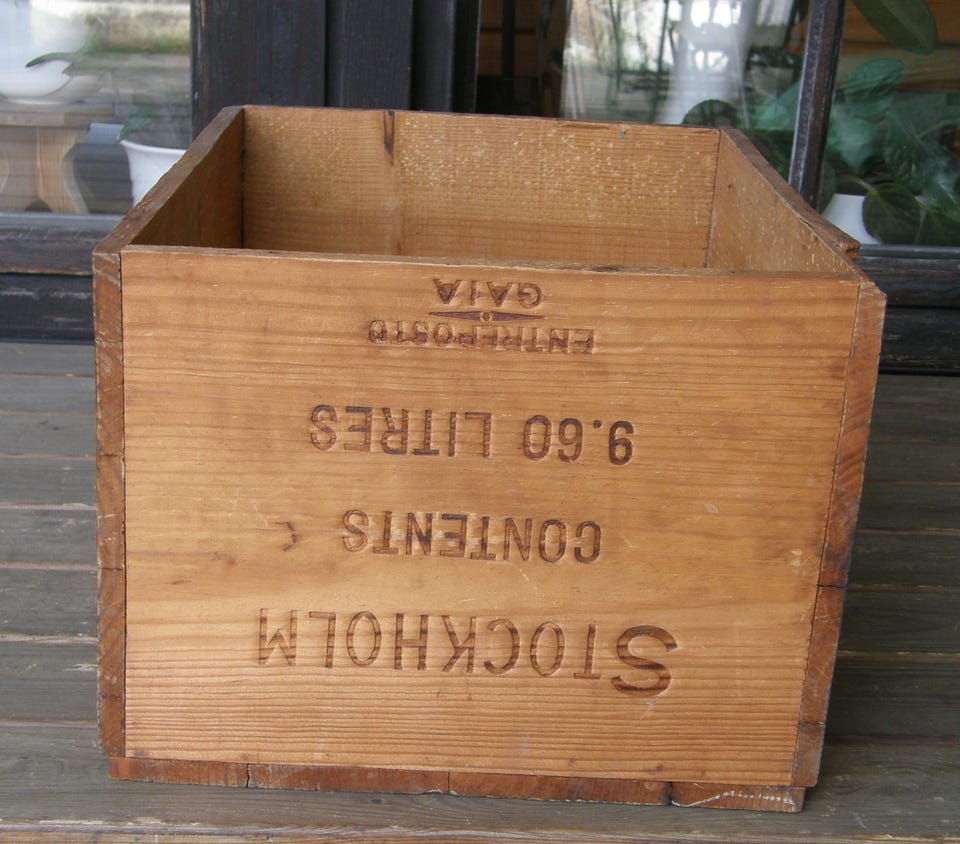 STOCKHOLM
CONTENTS
9.60 LITRES
ENTREPOSTO
GAIA